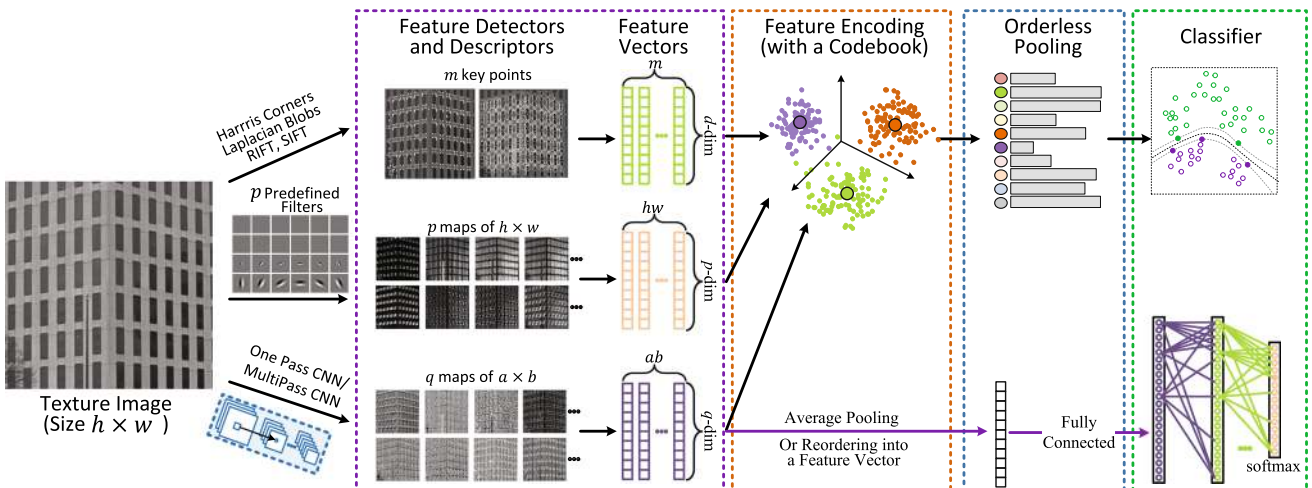 Feature Detectors
and Descriptors
Feature
Vectors
Feature Encoding
(with a Codebook)
Orderless
Pooling
Classifier
m key points
m
d-dim
Harrris Corners
Laplacian Blobs
RIFT, SIFT
p Predefined
Filters
p maps of h × w
hw
p-dim
One Pass CNN/
MultiPass CNN
q maps of a × b
ab
q-dim
Texture Image
(Size h × w )
Average Pooling
Or Reordering into
a Feature Vector
Fully
Connected
softmax